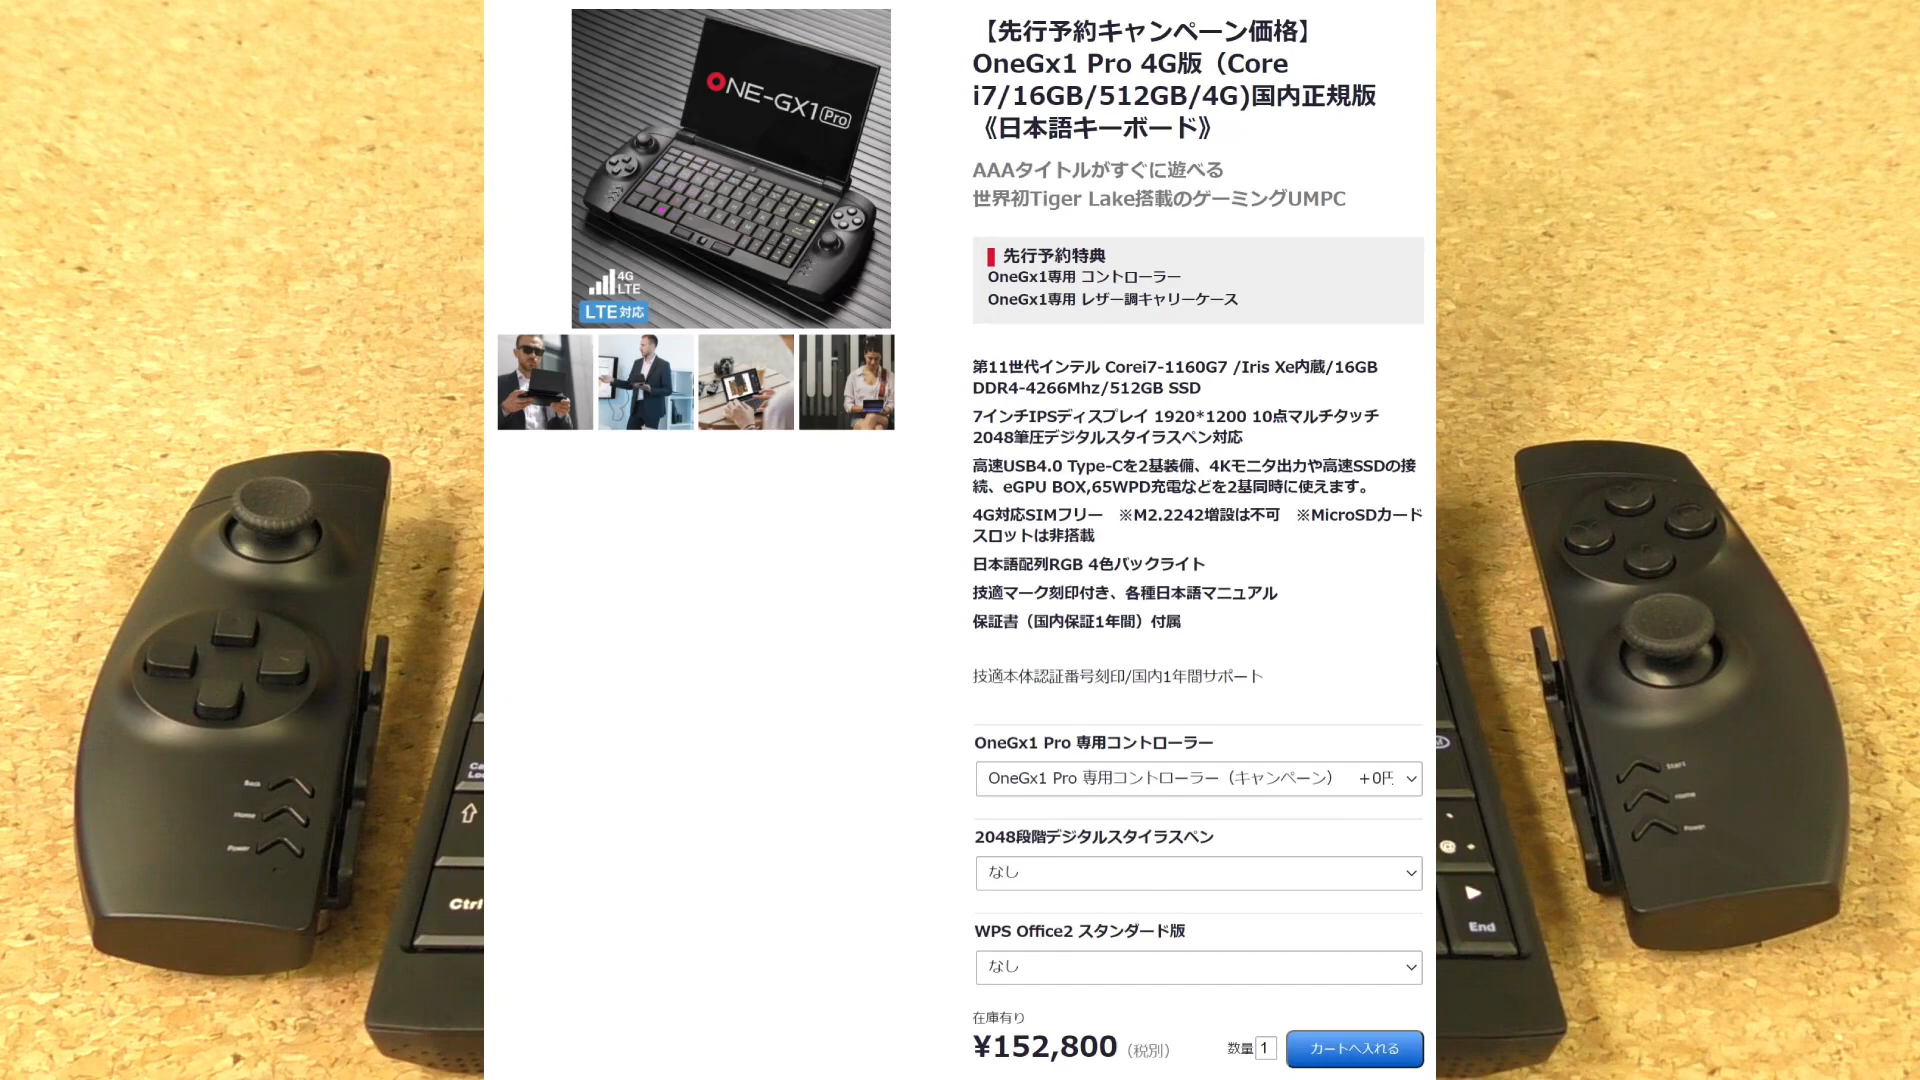 ONE-GX1 Pro
4G
LTE
LTE対応
【先行予約キャンペーン価格】
OneGx1 Pro 4G版（Core
i7/16GB/512GB/4G)国内正規版
《日本語キーボード》
AAAタイトルがすぐに遊べる
世界初Tiger Lake搭載のゲーミングUMPC
先行予約特典
OneGx1専用 コントローラー
OneGx1専用 レザー調キャリーケース
第11世代インテル Corei7-1160G7 /Iris Xe内蔵/16GB
DDR4-4266Mhz/512GB SSD
7インチIPSディスプレイ 1920*1200 10点マルチタッチ
2048筆圧デジタルスタイラスペン対応
高速USB4.0 Type-Cを2基装備、4Kモニタ出力や高速SSDの接
続、eGPU BOX,65WPD充電などを2基同時に使えます。
4G対応SIMフリー　※M2.2242増設は不可　※MicroSDカード
スロットは非搭載
日本語配列RGB 4色バックライト
技適マーク刻印付き、各種日本語マニュアル
保証書（国内保証1年間）付属
技適本体認証番号刻印/国内1年間サポート
OneGx1 Pro 専用コントローラー
OneGx1 Pro 専用コントローラー（キャンペーン）　+0円
2048段階デジタルスタイラスペン
なし
WPS Office2 スタンダード版
なし
在庫有り
¥152,800（税別）
数量 1
カートへ入れる
Back
Home
Power
Ctrl
Start
Home
Power
@
End